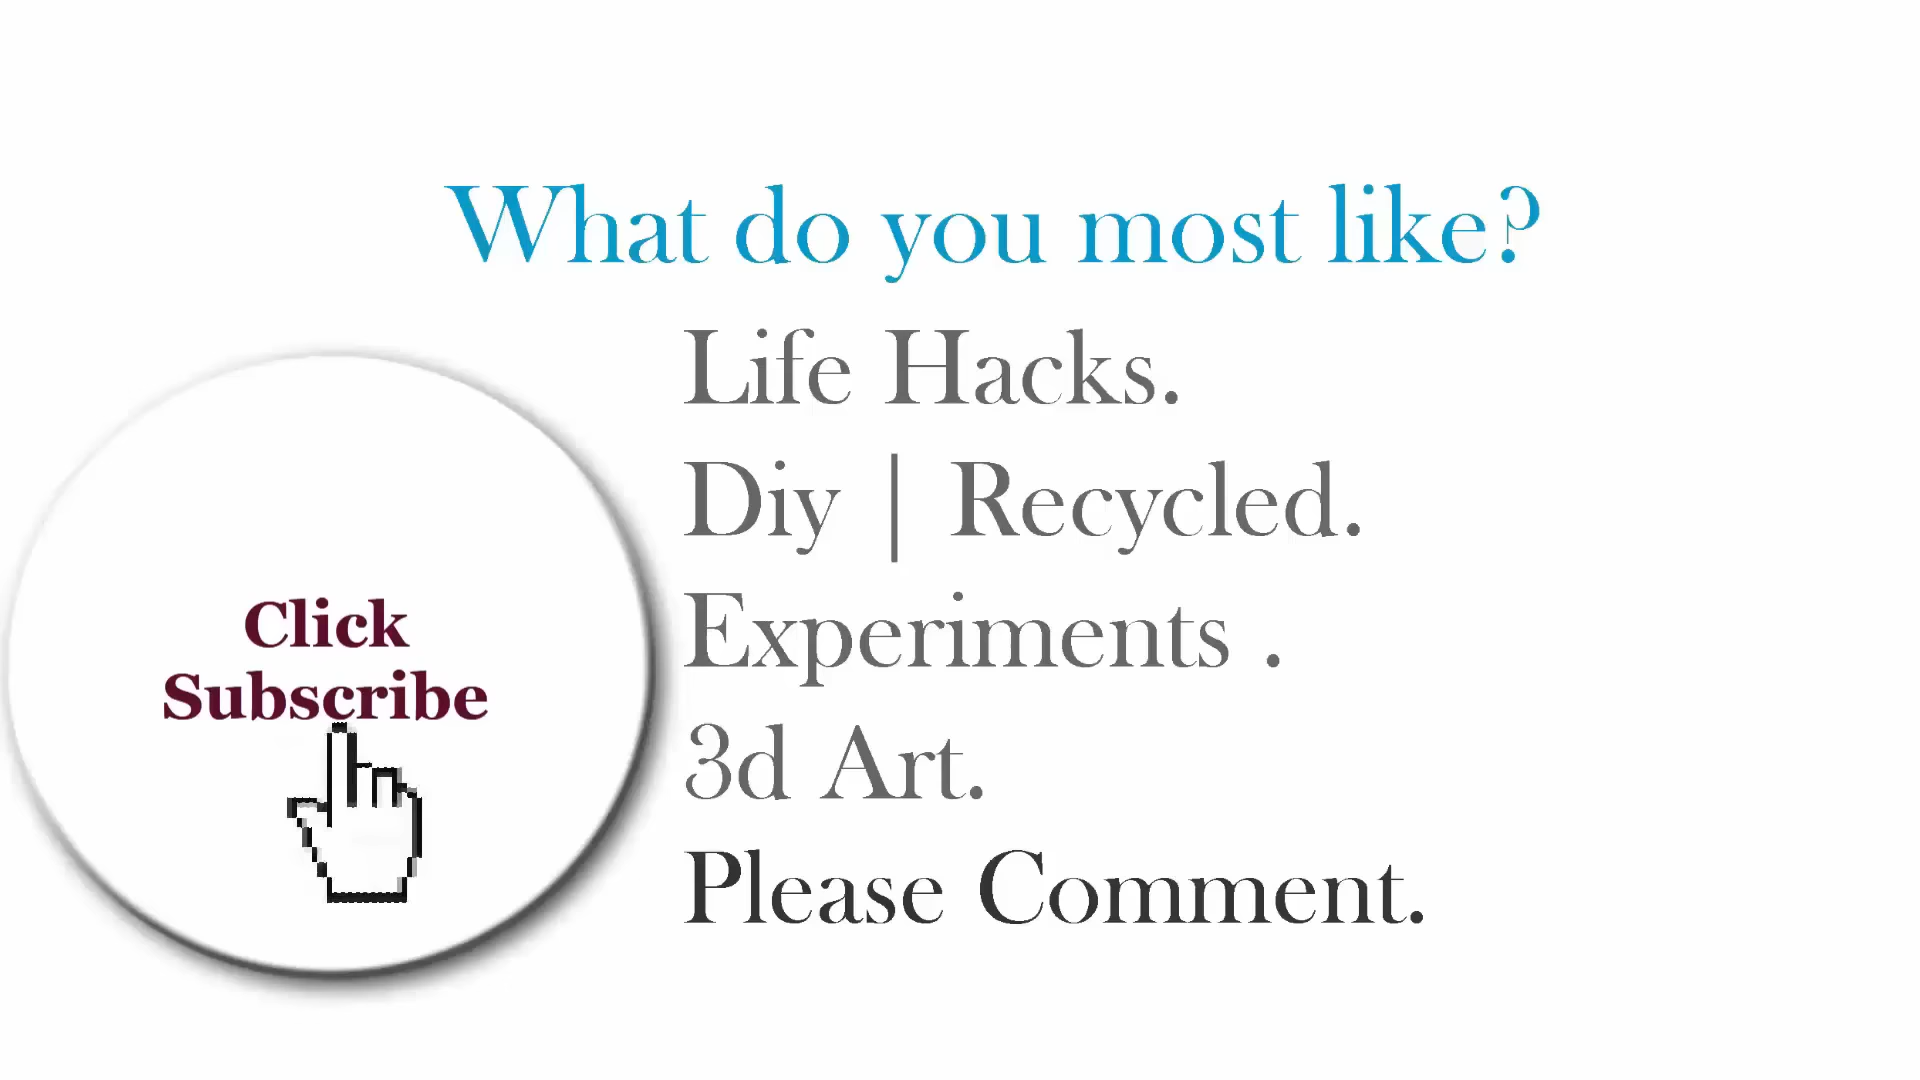 What do you most like?
Life Hacks.
Diy | Recycled.
Experiments .
3d Art.
Please Comment.
Click
Subscribe